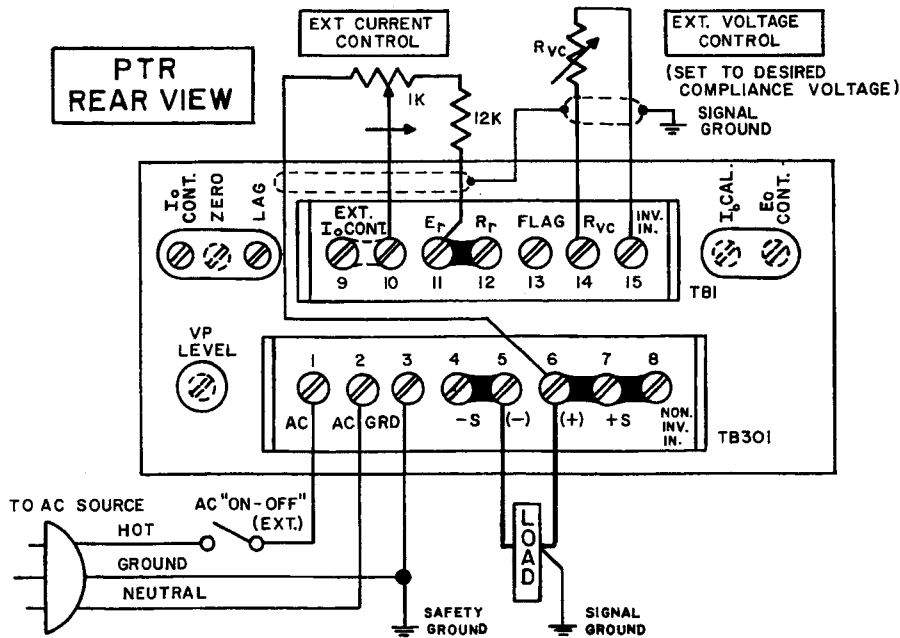 EXT CURRENT
CONTROL
EXT. VOLTAGE
CONTROL
(SET TO DESIRED
COMPLIANCE VOLTAGE)
PTR
REAR VIEW
1K
12K
RVC
SIGNAL
GROUND
Io
CONT.
ZERO
LAG
EXT.
Io CONT.
Er
Rr
FLAG
RVC
INV.
IN.
9
10
11
12
13
14
15
TB1
Io CAL.
Eo
CONT.
VP
LEVEL
1
2
3
4
5
6
7
8
AC
AC
GRD
-S
(-)
(+)
+S
NON.
INV.
IN.
TB301
TO AC SOURCE
AC "ON-OFF"
(EXT.)
HOT
GROUND
NEUTRAL
LOAD
SAFETY
GROUND
SIGNAL
GROUND